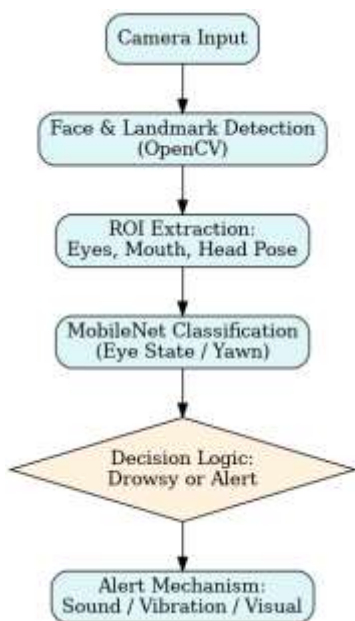 Camera Input
Face & Landmark Detection
(OpenCV)
ROI Extraction:
Eyes, Mouth, Head Pose
MobileNet Classification
(Eye State / Yawn)
Decision Logic:
Drowsy or Alert
Alert Mechanism:
Sound / Vibration / Visual